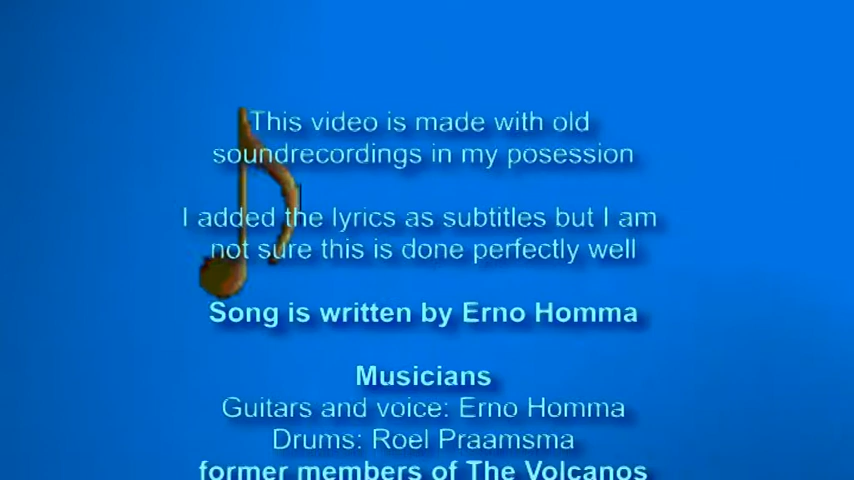 This video is made with old
soundrecordings in my posession
I added the lyrics as subtitles but I am
not sure this is done perfectly well
Song is written by Erno Homma
Musicians
Guitars and voice: Erno Homma
Drums: Roel Praamsma
former members of The Volcanos